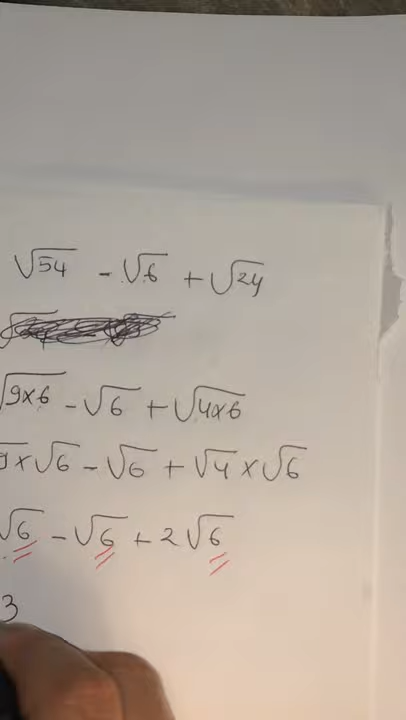 √54 - √6 + √24
√9x6 - √6 + √4x6
x √6 - √6 + √4 x √6
√6 - √6 + 2√6
3